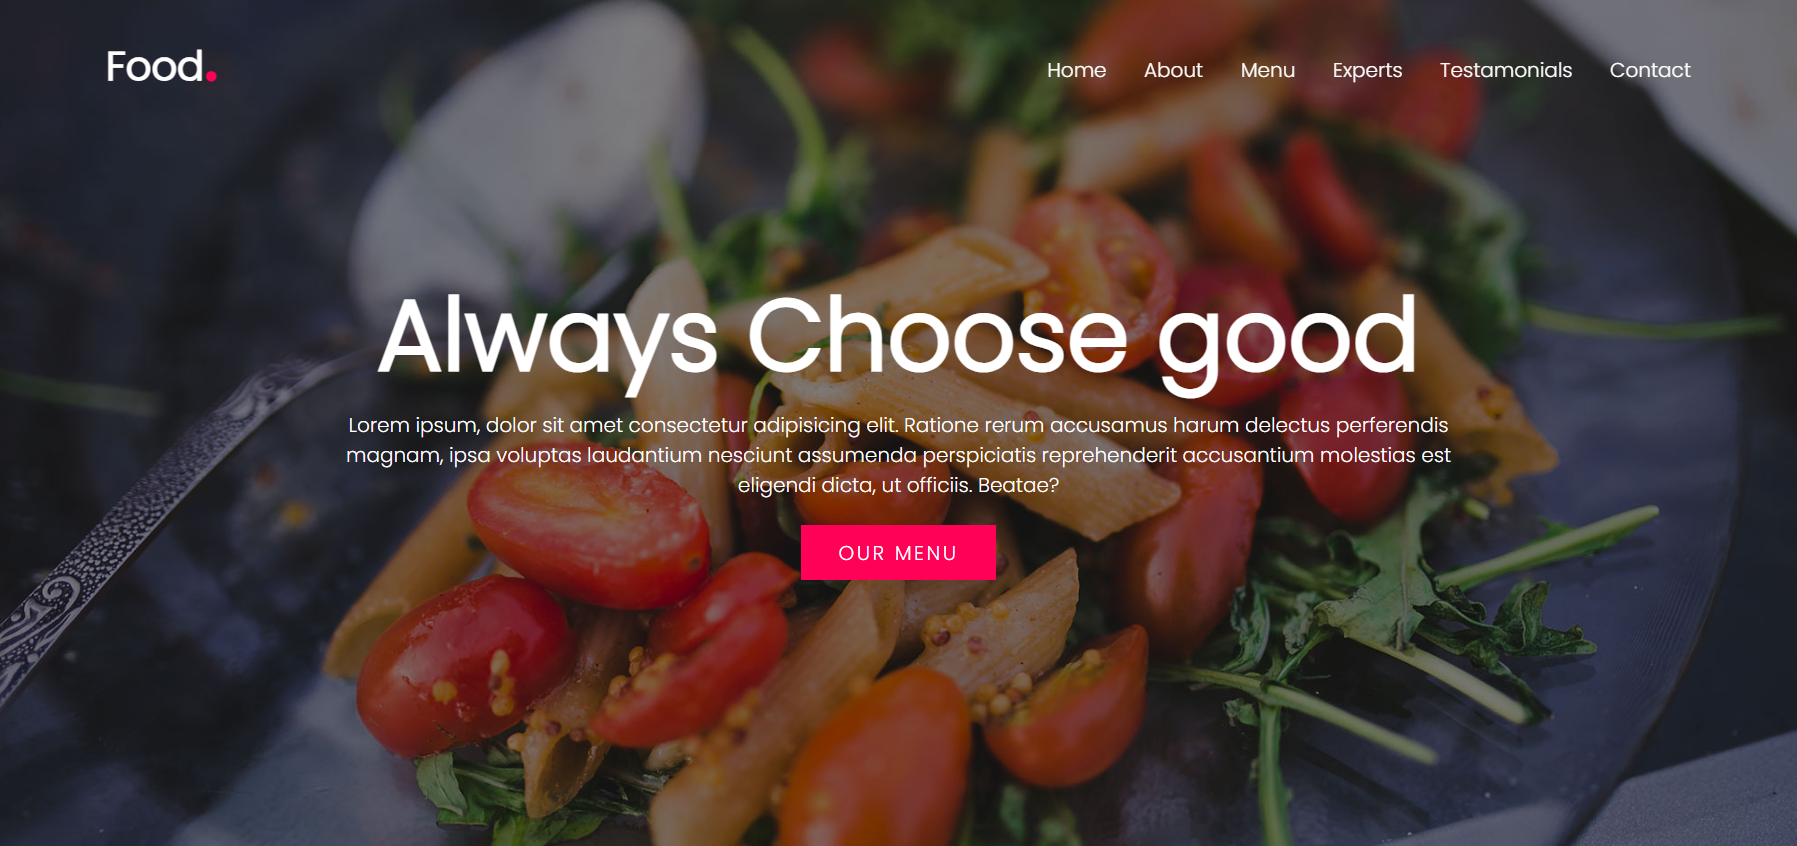 Food.
Home About Menu Experts Testamonials Contact
Always Choose good
Lorem ipsum, dolor sit amet consectetur adipisicing elit. Ratione rerum accusamus harum delectus perferendis
magnam, ipsa voluptas laudantium nesciunt assumenda perspiciatis reprehenderit accusantium molestias est
eligendi dicta, ut officiis. Beatae?
OUR MENU